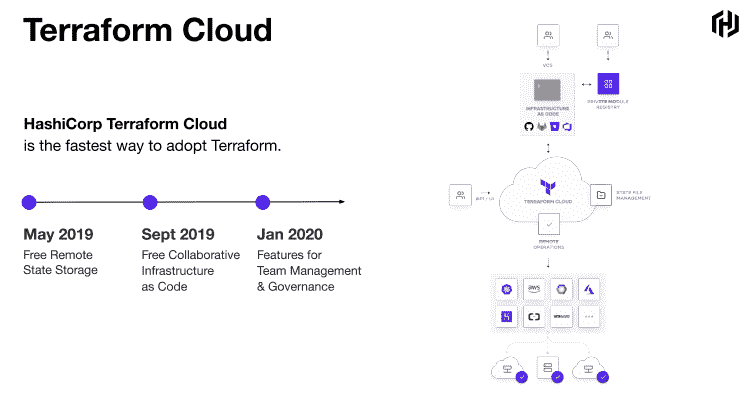 Terraform Cloud
HashiCorp Terraform Cloud
is the fastest way to adopt Terraform.
May 2019
Free Remote
State Storage
Sept 2019
Free Collaborative
Infrastructure
as Code
Jan 2020
Features for
Team Management
& Governance
VCS
INFRASTRUCTURE
AS CODE
PRIVATE MODULE
REGISTRY
API / UI
TERRAFORM CLOUD
STATE FILE
MANAGEMENT
REMOTE
OPERATIONS
aws